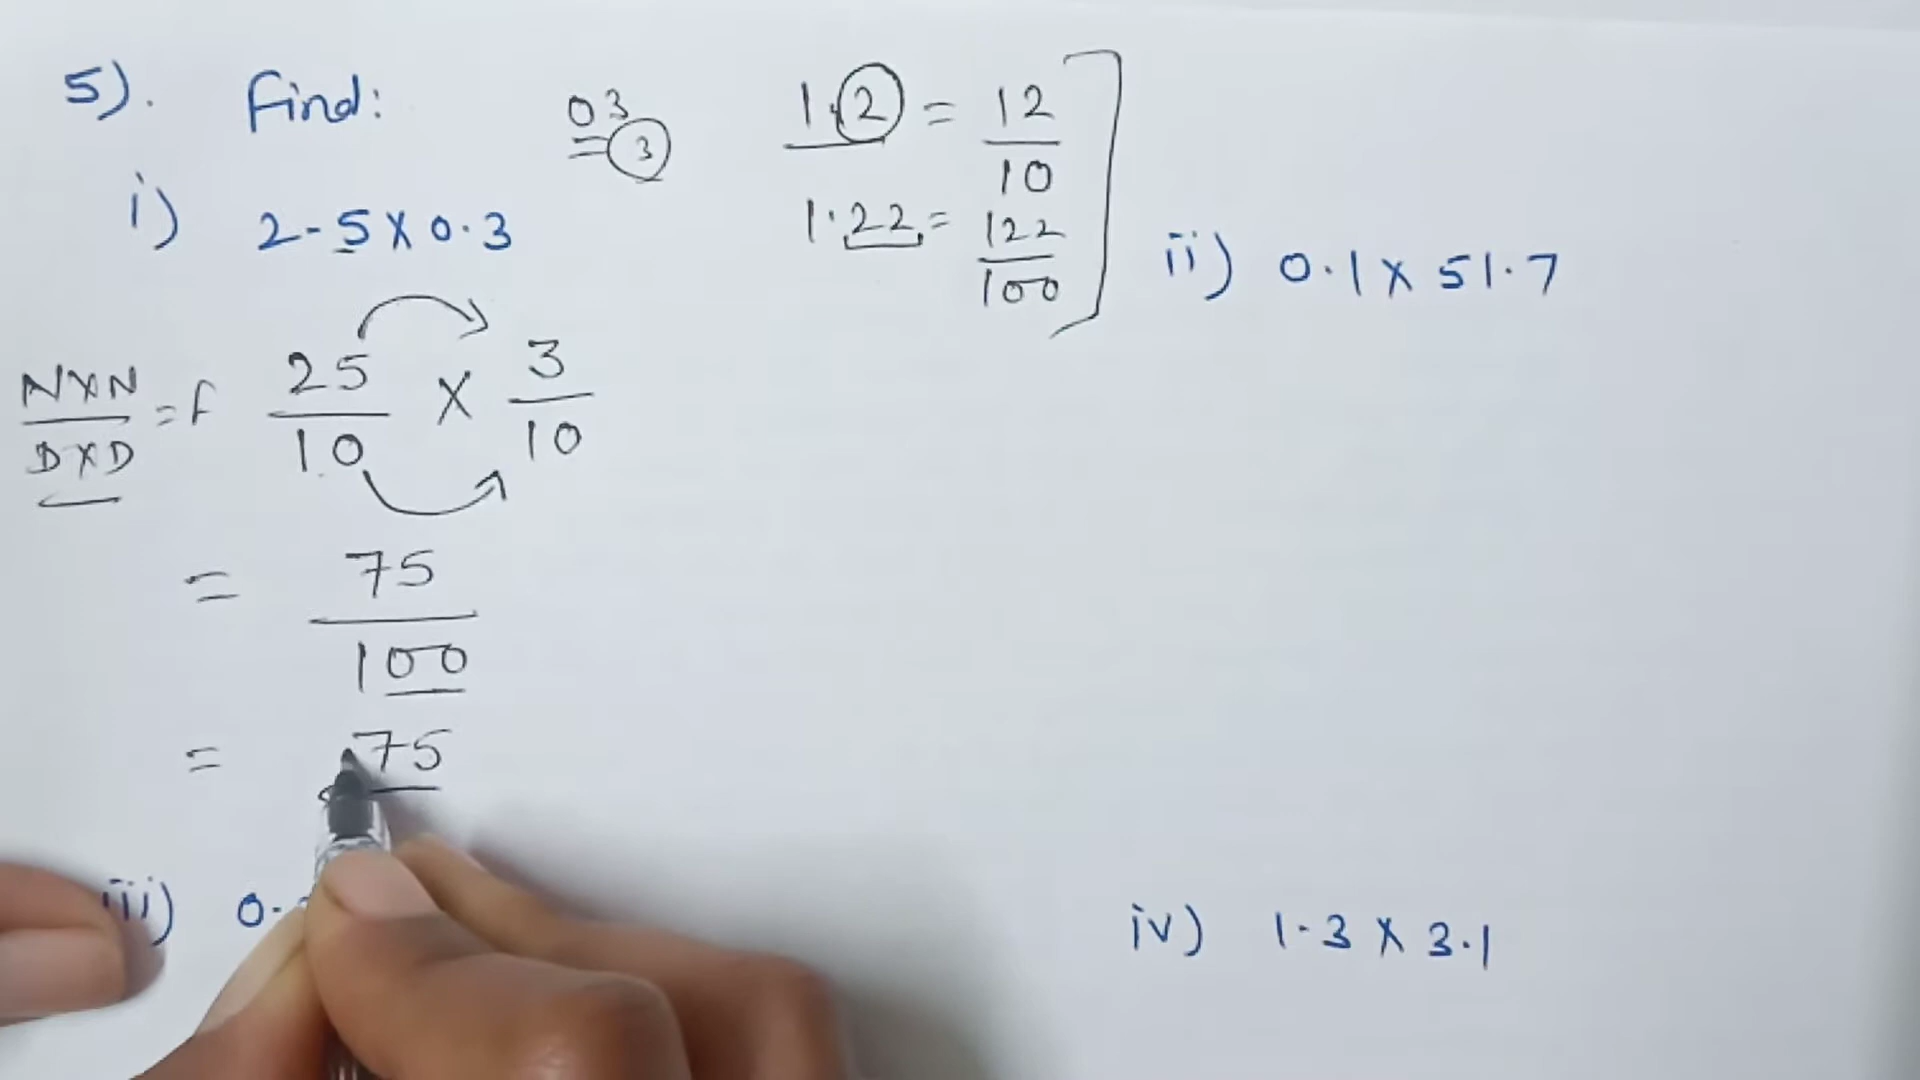 5). Find:
03
= 3
1.2 = 12/10
1.22 = 122/100
i) 2-5 X 0.3
ii) 0.1 X 51.7
N X N / D X D = F
25/10 X 3/10
= 75/100
= 75
iii) 0.
iv) 1.3 X 3.1